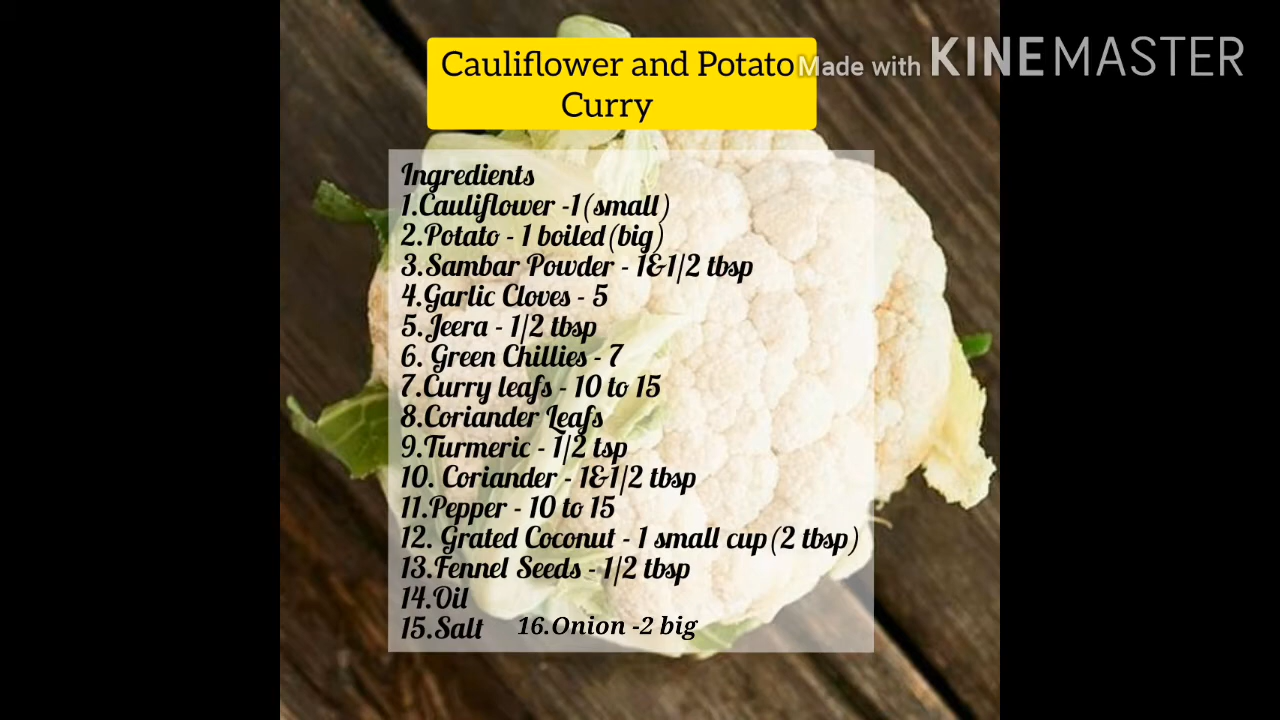 Cauliflower and Potato
Curry
Made with KINEMASTER
Ingredients
1.Cauliflower -1(small)
2.Potato - 1 boiled(big)
3.Sambar Powder - 1&1/2 tbsp
4.Garlic Cloves - 5
5.Jeera - 1/2 tbsp
6. Green Chillies - 7
7.Curry leafs - 10 to 15
8.Coriander Leafs
9.Turmeric - 1/2 tsp
10. Coriander - 1&1/2 tbsp
11.Pepper - 10 to 15
12. Grated Coconut - 1 small cup(2 tbsp)
13.Fennel Seeds - 1/2 tbsp
14.Oil
15.Salt 16.Onion -2 big